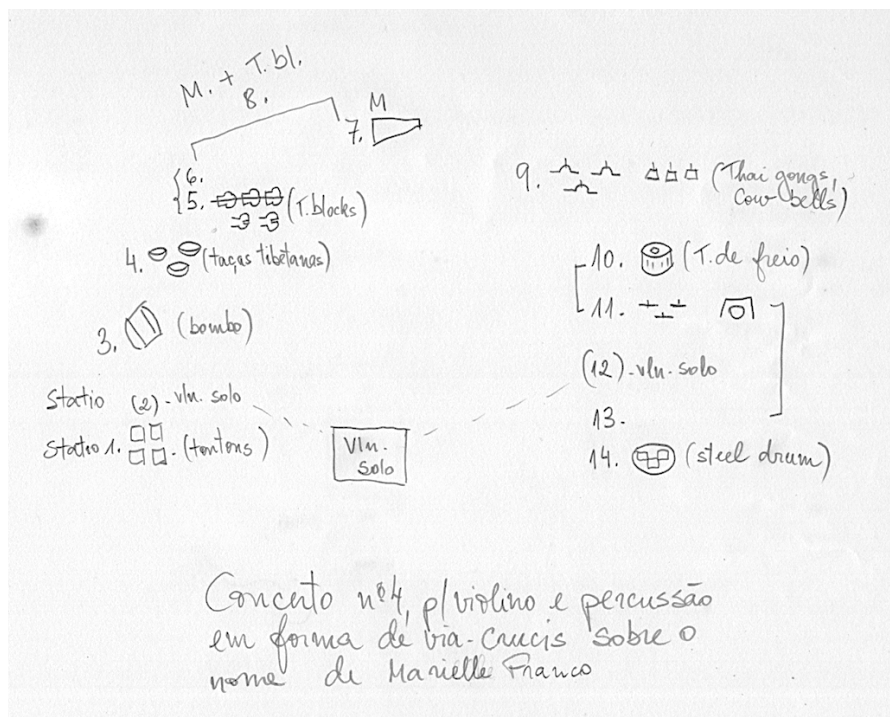 M. + T.bl.
8.
M
7.
6.
5. (T.blocks)
4. (taças tibetanas)
3. (bombo)
Statio (2) - vln. solo
Statio 1. - (tontons)
Vln.
Solo
9. (Thai gongs,
Cow bells)
10. (T. de freio)
11.
(12) - vln. solo
13.
14. (steel drum)
Concerto nº4, p/ violino e percussão
em forma de via-crucis sobre o
nome de Marielle Franco